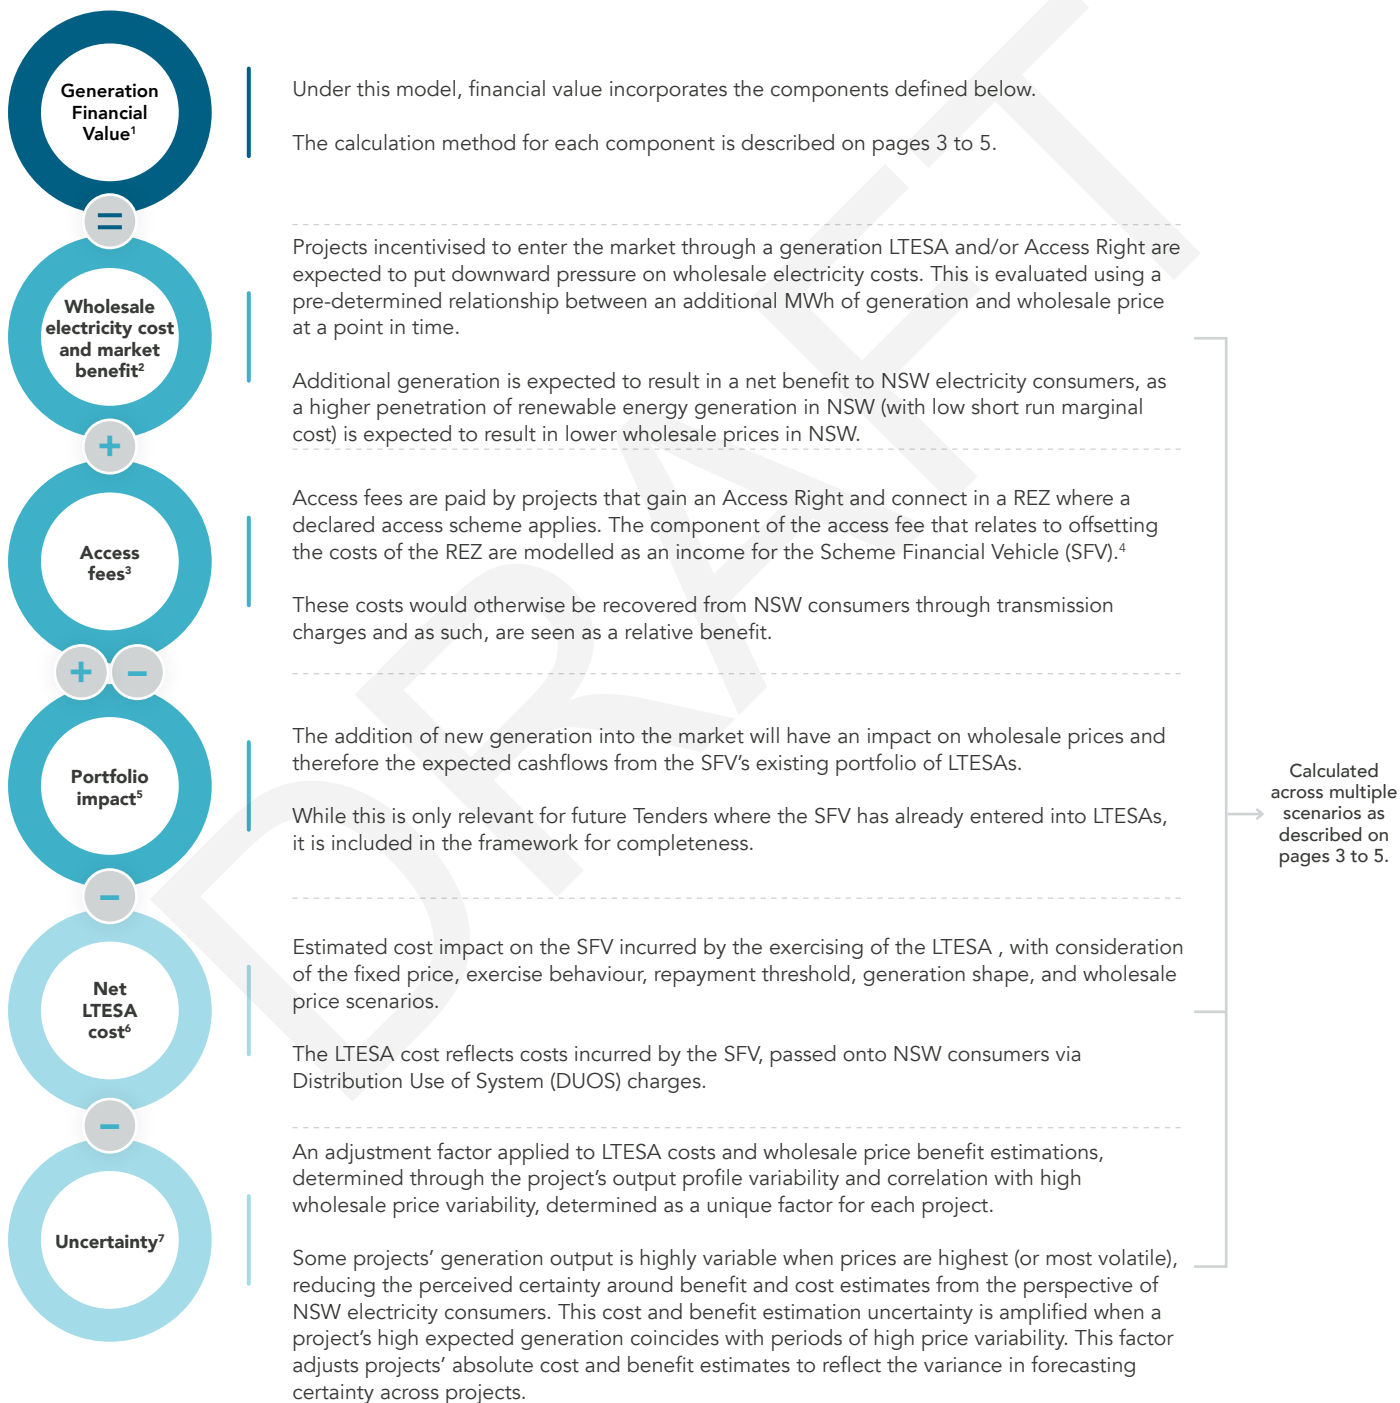 Generation
Financial
Value¹
Under this model, financial value incorporates the components defined below.
The calculation method for each component is described on pages 3 to 5.
=
Wholesale
electricity cost
and market
benefit²
Projects incentivised to enter the market through a generation LTESA and/or Access Right are
expected to put downward pressure on wholesale electricity costs. This is evaluated using a
pre-determined relationship between an additional MWh of generation and wholesale price
at a point in time.
Additional generation is expected to result in a net benefit to NSW electricity consumers, as
a higher penetration of renewable energy generation in NSW (with low short run marginal
cost) is expected to result in lower wholesale prices in NSW.
+
Access
fees³
Access fees are paid by projects that gain an Access Right and connect in a REZ where a
declared access scheme applies. The component of the access fee that relates to offsetting
the costs of the REZ are modelled as an income for the Scheme Financial Vehicle (SFV).⁴
These costs would otherwise be recovered from NSW consumers through transmission
charges and as such, are seen as a relative benefit.
+ −
Portfolio
impact⁵
The addition of new generation into the market will have an impact on wholesale prices and
therefore the expected cashflows from the SFV's existing portfolio of LTESAs.
While this is only relevant for future Tenders where the SFV has already entered into LTESAs,
it is included in the framework for completeness.
−
Net
LTESA
cost⁶
Estimated cost impact on the SFV incurred by the exercising of the LTESA , with consideration
of the fixed price, exercise behaviour, repayment threshold, generation shape, and wholesale
price scenarios.
The LTESA cost reflects costs incurred by the SFV, passed onto NSW consumers via
Distribution Use of System (DUOS) charges.
−
Uncertainty⁷
An adjustment factor applied to LTESA costs and wholesale price benefit estimations,
determined through the project's output profile variability and correlation with high
wholesale price variability, determined as a unique factor for each project.
Some projects' generation output is highly variable when prices are highest (or most volatile),
reducing the perceived certainty around benefit and cost estimates from the perspective of
NSW electricity consumers. This cost and benefit estimation uncertainty is amplified when a
project's high expected generation coincides with periods of high price variability. This factor
adjusts projects' absolute cost and benefit estimates to reflect the variance in forecasting
certainty across projects.
Calculated
across multiple
scenarios as
described on
pages 3 to 5.
DRAFT